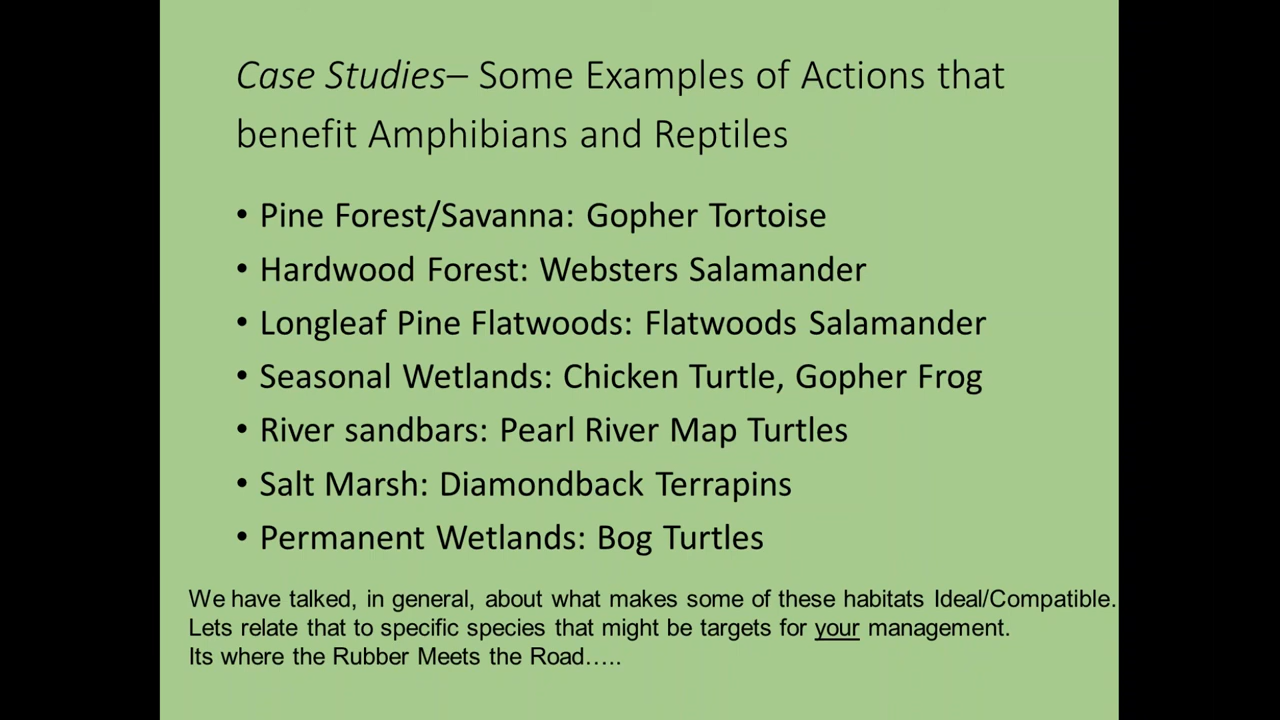 Case Studies– Some Examples of Actions that
benefit Amphibians and Reptiles
• Pine Forest/Savanna: Gopher Tortoise
• Hardwood Forest: Websters Salamander
• Longleaf Pine Flatwoods: Flatwoods Salamander
• Seasonal Wetlands: Chicken Turtle, Gopher Frog
• River sandbars: Pearl River Map Turtles
• Salt Marsh: Diamondback Terrapins
• Permanent Wetlands: Bog Turtles
We have talked, in general, about what makes some of these habitats Ideal/Compatible.
Lets relate that to specific species that might be targets for your management.
Its where the Rubber Meets the Road…..